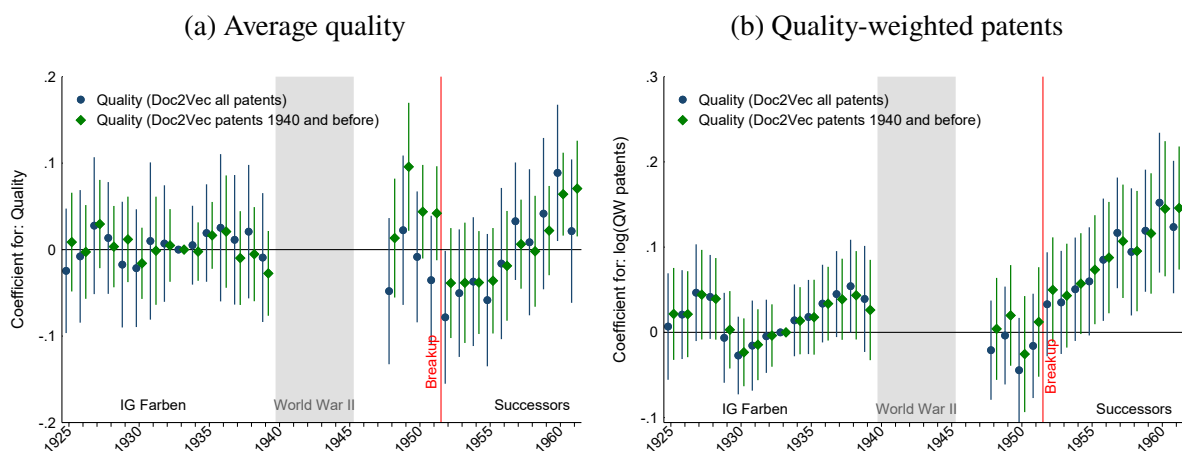 (a) Average quality
.2
.1
0
-.1
-.2
Coefficient for: Quality
Quality (Doc2Vec all patents)
Quality (Doc2Vec patents 1940 and before)
Breakup
IG Farben
World War II
Successors
1925
1930
1935
1940
1945
1950
1955
1960
(b) Quality-weighted patents
.3
.2
.1
0
-.1
Coefficient for: log(QW patents)
Quality (Doc2Vec all patents)
Quality (Doc2Vec patents 1940 and before)
Breakup
IG Farben
World War II
Successors
1925
1930
1935
1940
1945
1950
1955
1960